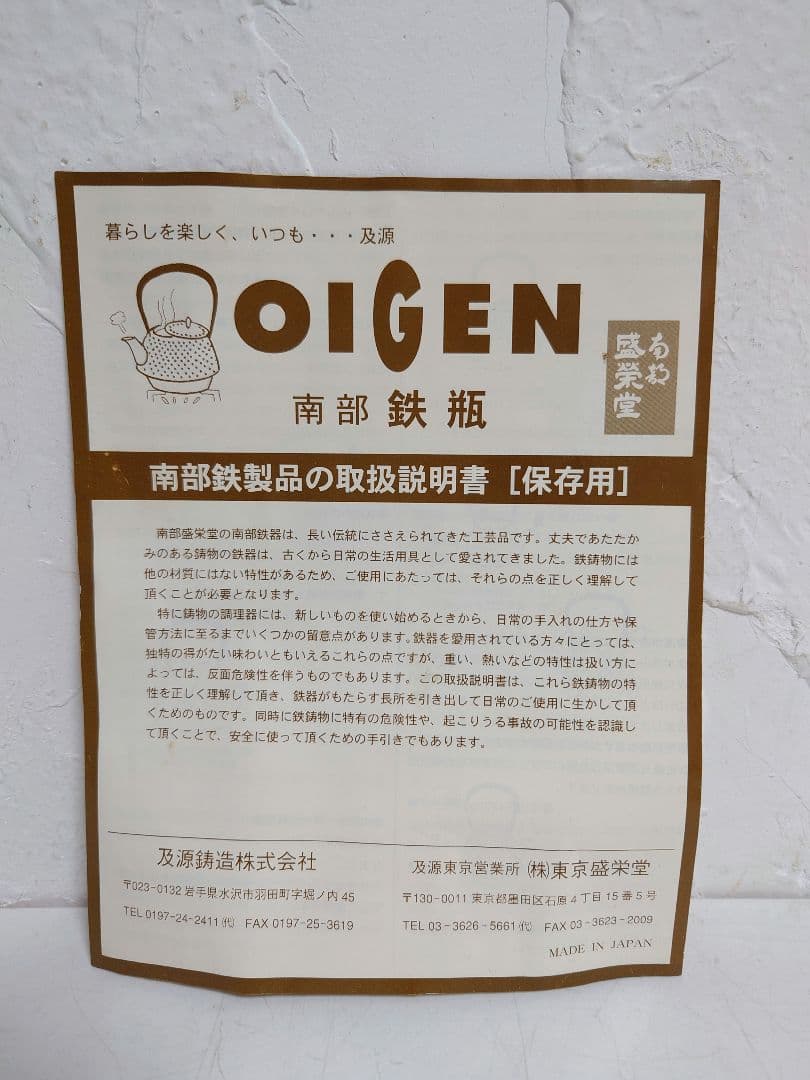 暮らしを楽しく、いつも・・・及源
OIGEN
南部
盛榮堂
南部 鉄瓶
南部鉄製品の取扱説明書［保存用］
南部盛栄堂の南部鉄器は、長い伝統にささえられてきた工芸品です。丈夫であたたか
みのある鋳物の鉄器は、古くから日常の生活用具として愛されてきました。鉄鋳物には
他の材質にはない特性があるため、ご使用にあたっては、それらの点を正しく理解して
頂くことが必要となります。
特に鋳物の調理器には、新しいものを使い始めるときから、日常の手入れの仕方や保
管方法に至るまでいくつかの留意点があります。鉄器を愛用されている方々にとっては、
独特の得がたい味わいともいえるこれらの点ですが、重い、熱いなどの特性は扱い方に
よっては、反面危険性を伴うものでもあります。この取扱説明書は、これら鉄鋳物の特
性を正しく理解して頂き、鉄器がもたらす長所を引き出して日常のご使用に生かして頂
くためのものです。同時に鉄鋳物に特有の危険性や、起こりうる事故の可能性を認識し
て頂くことで、安全に使って頂くための手引きでもあります。
及源鋳造株式会社
〒023-0132 岩手県水沢市羽田町字堀ノ内45
TEL 0197-24-2411㈹ FAX 0197-25-3619
及源東京営業所 ㈱東京盛栄堂
〒130-0011 東京都墨田区石原4丁目15番5号
TEL 03-3626-5661㈹ FAX 03-3623-2009
MADE IN JAPAN